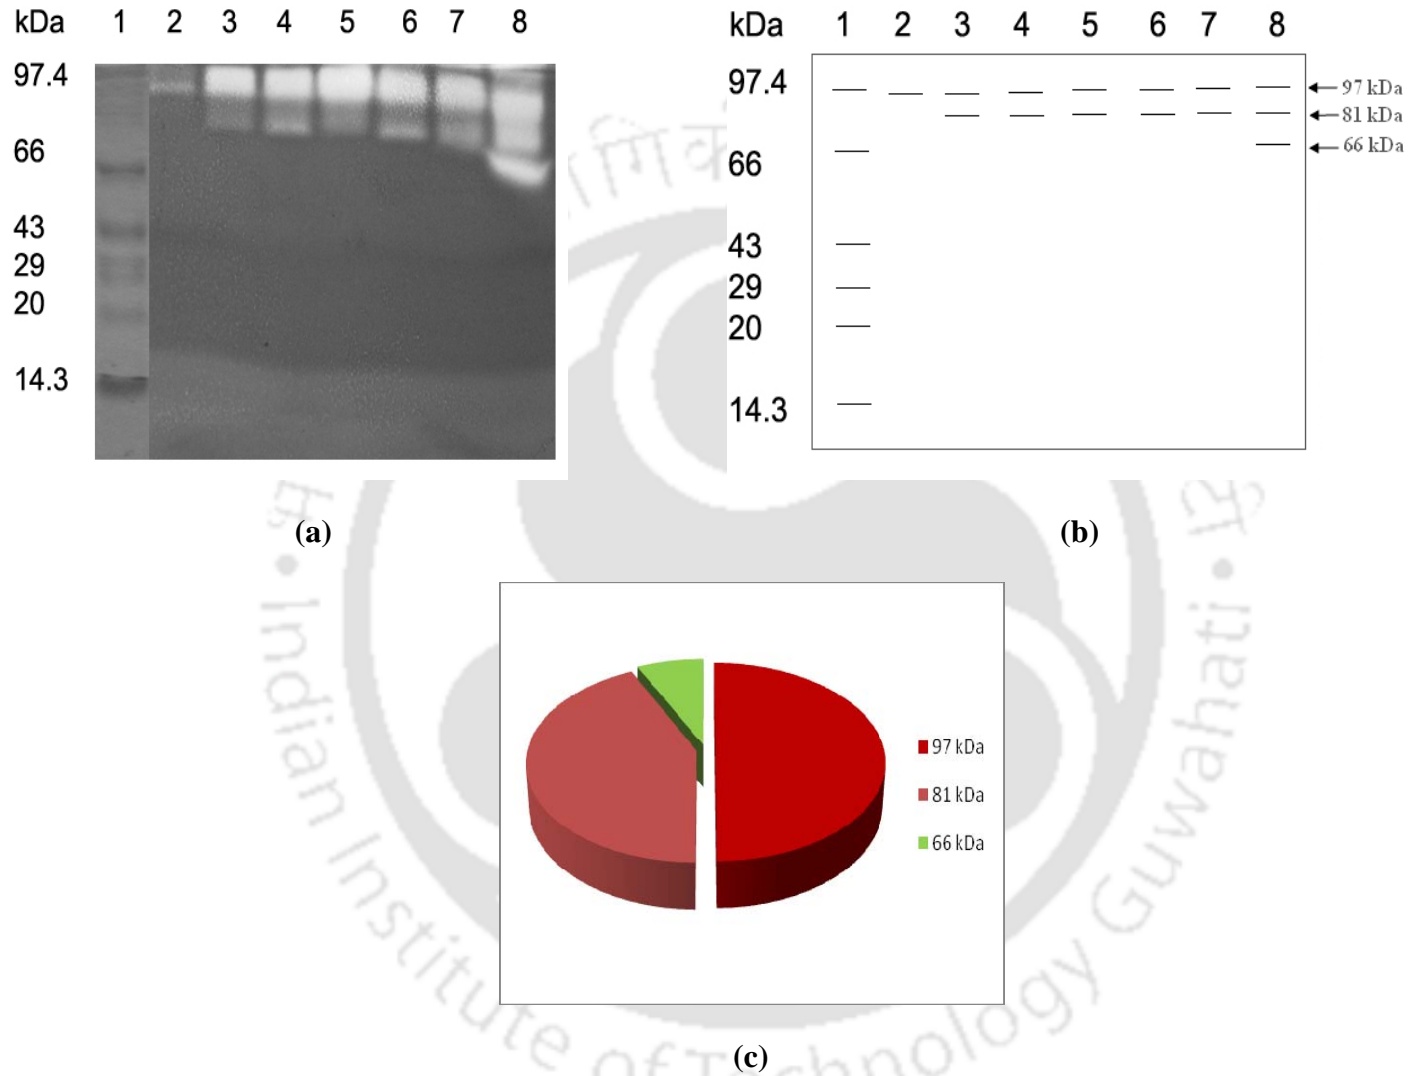 kDa 1 2 3 4 5 6 7 8
97.4
66
43
29
20
14.3
(a)
kDa 1 2 3 4 5 6 7 8
97.4
66
43
29
20
14.3
97 kDa
81 kDa
66 kDa
(b)
97 kDa
81 kDa
66 kDa
(c)
Indian Institute of Technology Guwahati